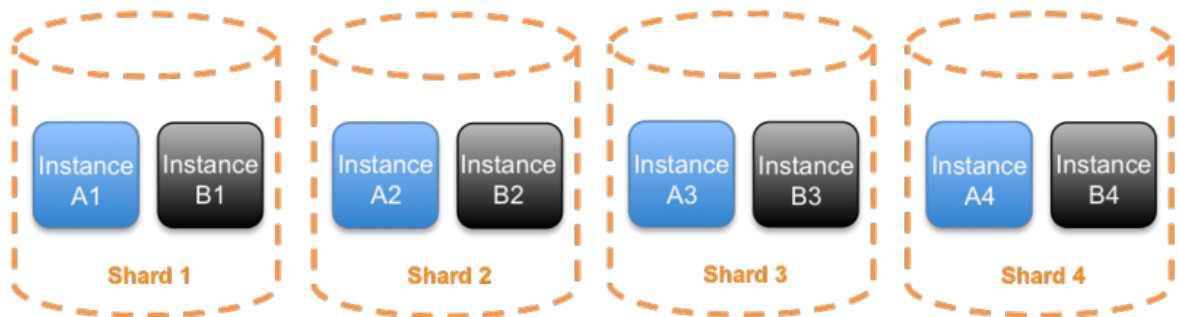 Instance
A1
Instance
B1
Shard 1
Instance
A2
Instance
B2
Shard 2
Instance
A3
Instance
B3
Shard 3
Instance
A4
Instance
B4
Shard 4